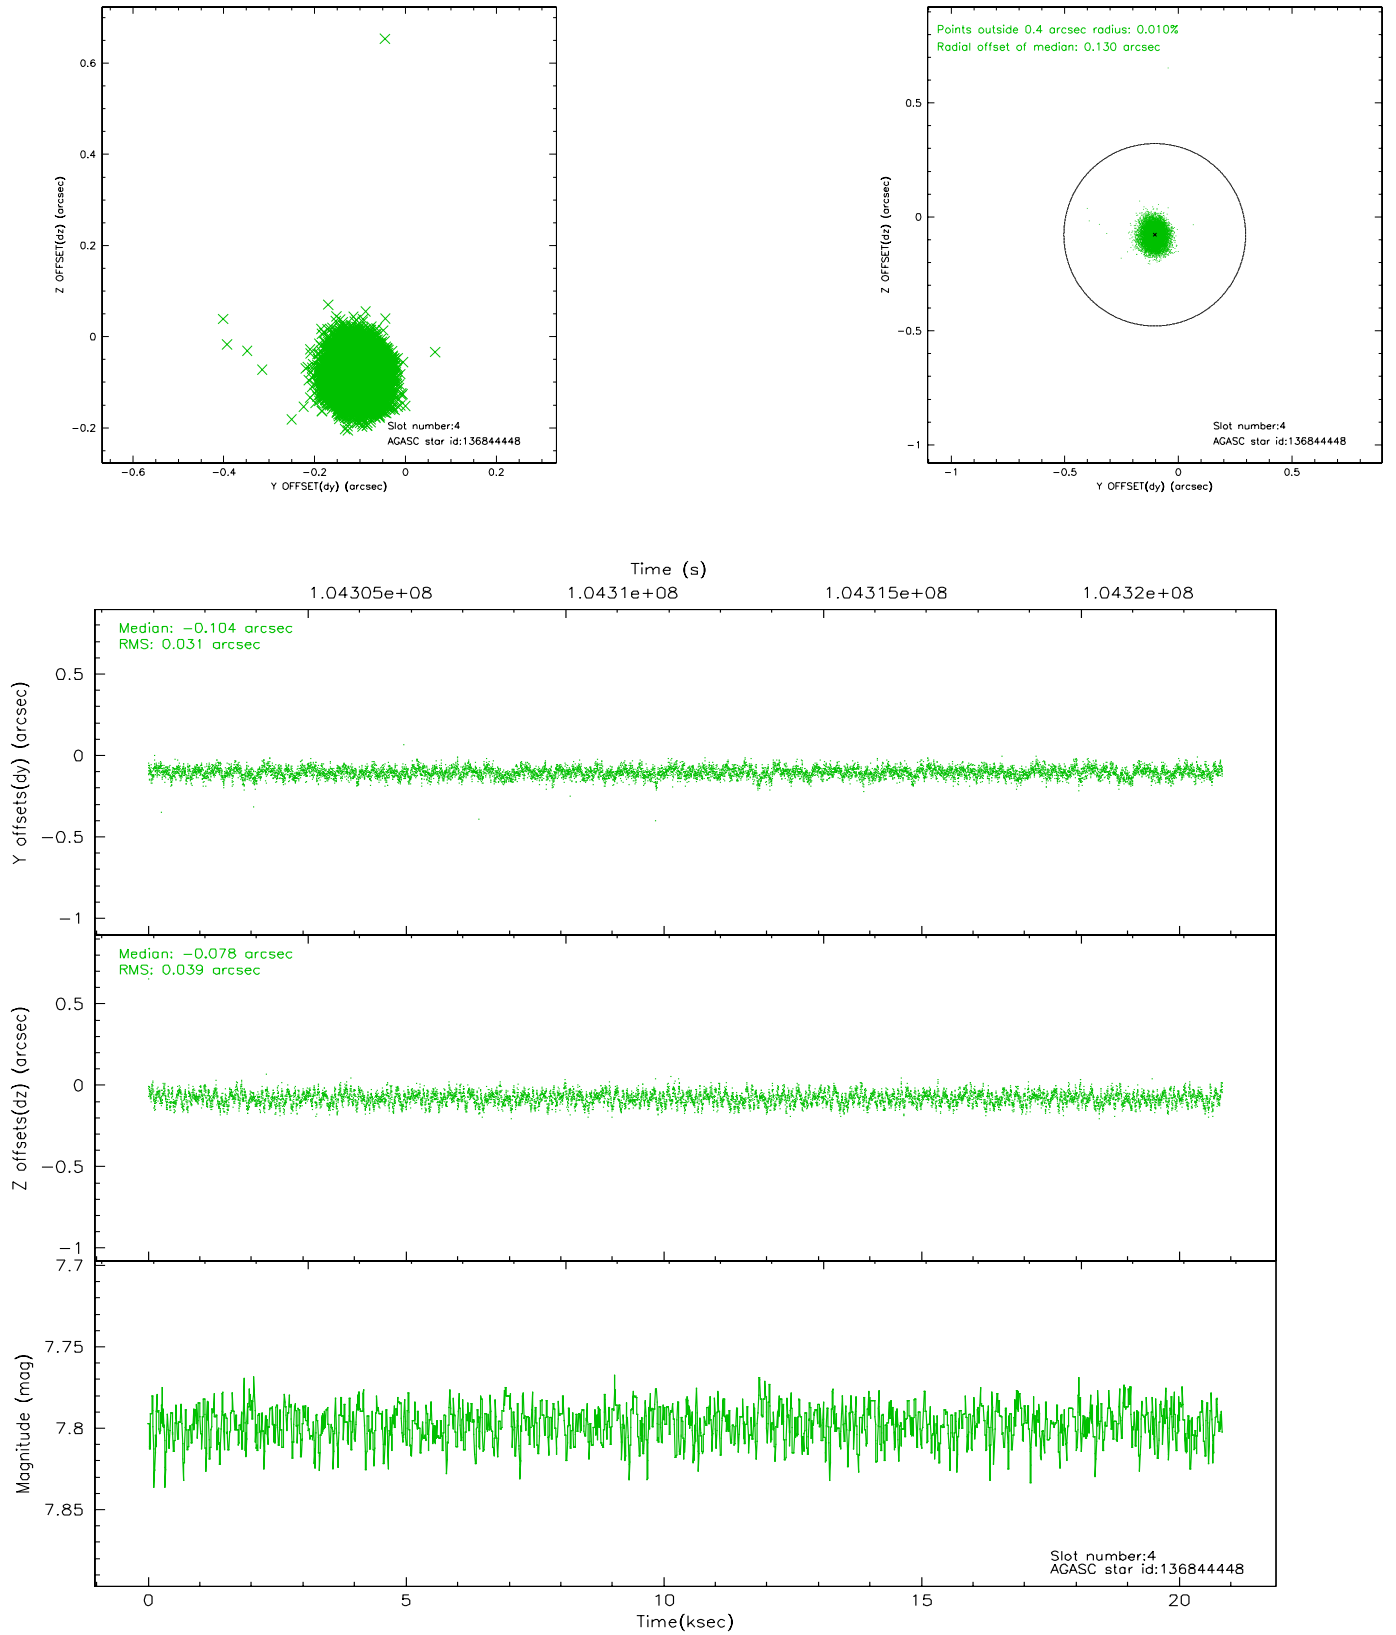 0.6
0.4
0.2
0
−0.2
Z OFFSET(dz) (arcsec)
Slot number:4
AGASC star id:136844448
−0.6 −0.4 −0.2 0 0.2
Y OFFSET(dy) (arcsec)
Points outside 0.4 arcsec radius: 0.010%
Radial offset of median: 0.130 arcsec
0.5
0
−0.5
−1
Z OFFSET(dz) (arcsec)
Slot number:4
AGASC star id:136844448
−1 −0.5 0 0.5
Y OFFSET(dy) (arcsec)
Time (s)
1.04305e+08 1.0431e+08 1.04315e+08 1.0432e+08
Median: −0.104 arcsec
RMS: 0.031 arcsec
0.5
0
−0.5
−1
Y offsets(dy) (arcsec)
Median: −0.078 arcsec
RMS: 0.039 arcsec
0.5
0
−0.5
−1
Z offsets(dz) (arcsec)
7.7
7.75
7.8
7.85
Magnitude (mag)
Slot number:4
AGASC star id:136844448
0 5 10 15 20
Time(ksec)